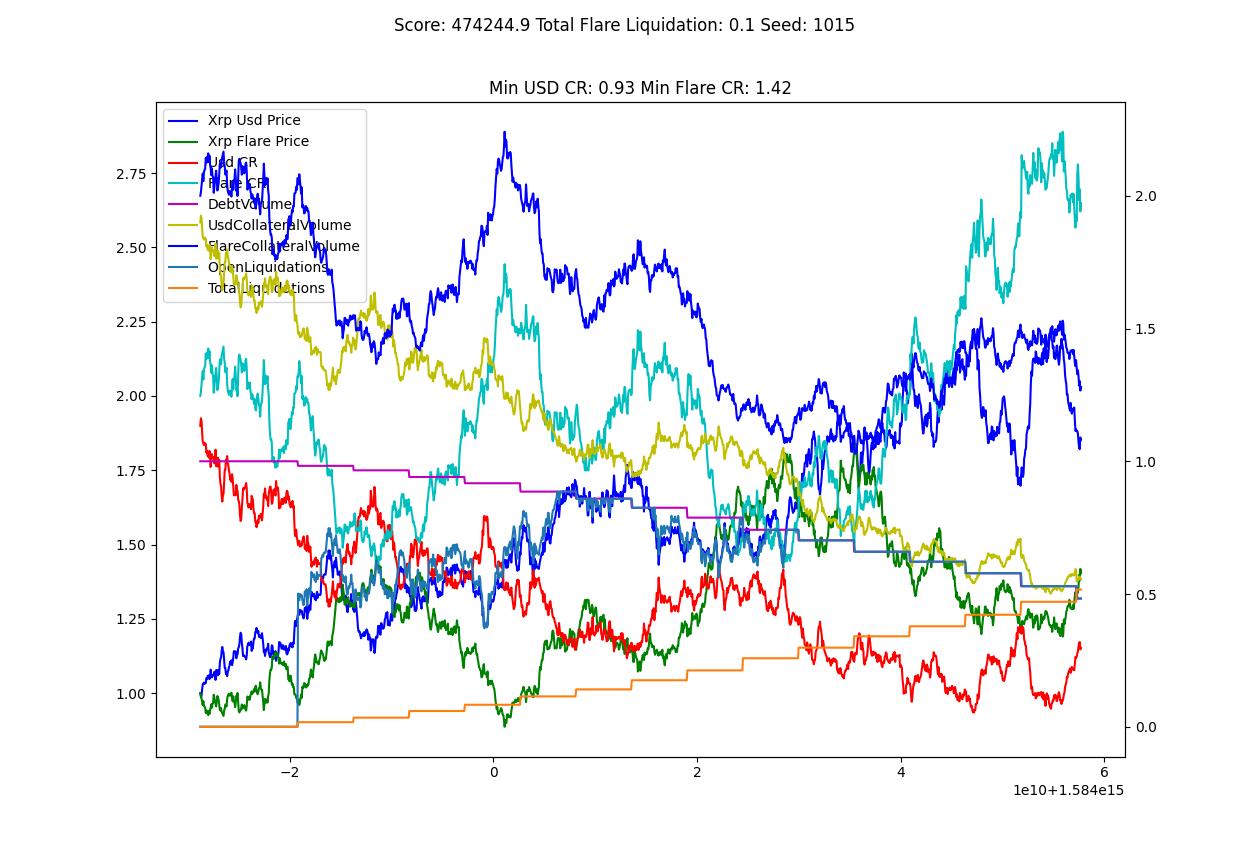 Score: 474244.9 Total Flare Liquidation: 0.1 Seed: 1015
Min USD CR: 0.93 Min Flare CR: 1.42
Xrp Usd Price
Xrp Flare Price
Usd CR
Flare CR
DebtVolume
UsdCollateralVolume
FlareCollateralVolume
OpenLiquidations
TotalLiquidations
2.75
2.50
2.25
2.00
1.75
1.50
1.25
1.00
2.0
1.5
1.0
0.5
0.0
−2
0
2
4
6
1e10+1.584e15